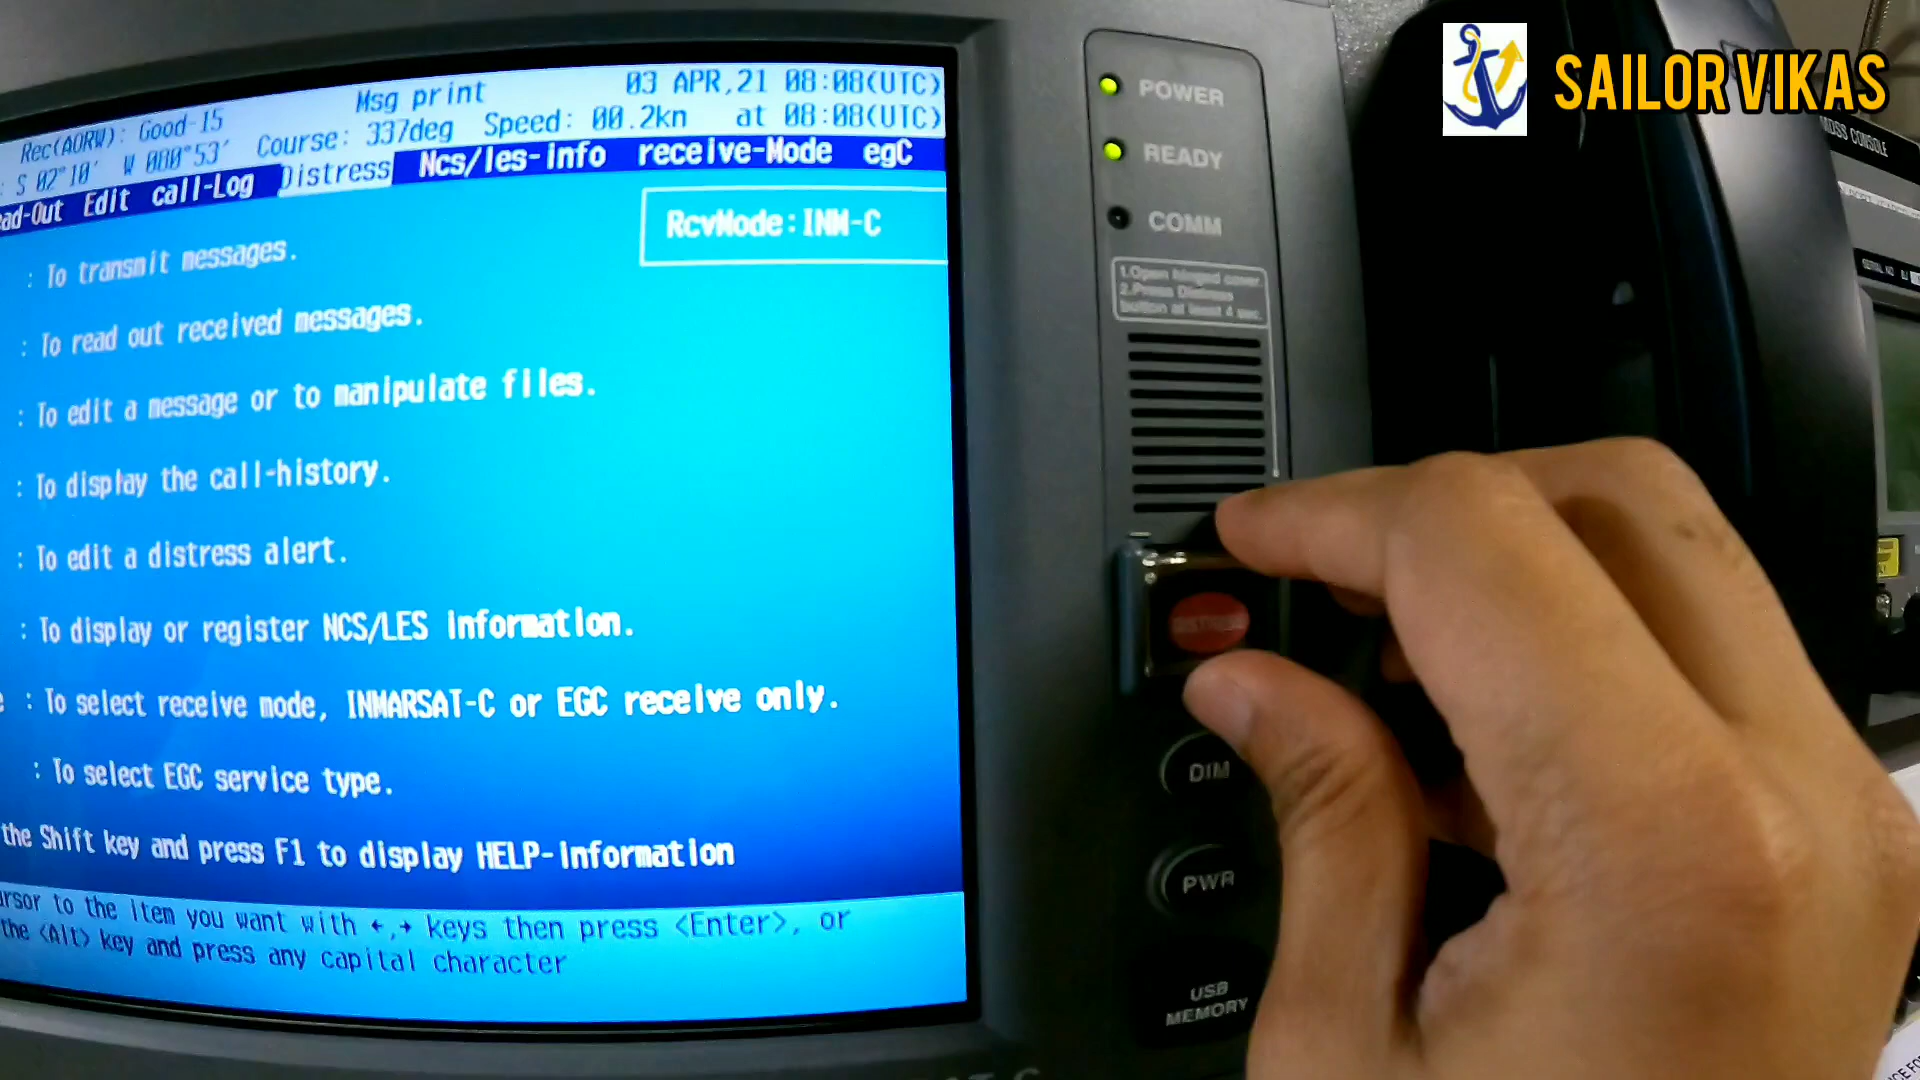 Msg print 03 APR,21 08:08(UTC)
Rec(AORW): Good-15 Course: 337deg Speed: 00.2kn at 08:08(UTC)
: S 02°10′ W 080°53′
ad-Out Edit call-Log Distress Ncs/les-info receive-Mode egC
RcvMode:INM-C
: To transmit messages.
: To read out received messages.
: To edit a message or to manipulate files.
: To display the call-history.
: To edit a distress alert.
: To display or register NCS/LES information.
e : To select receive mode, INMARSAT-C or EGC receive only.
: To select EGC service type.
the Shift key and press F1 to display HELP-information
ursor to the item you want with ←,→ keys then press <Enter>, or
the <Alt> key and press any capital character
POWER
READY
COMM
1.Open hinged cover.
2.Press Distress
button at least 4 sec.
DISTRESS
DIM
PWR
USB
MEMORY
SAILOR VIKAS
MDSS CONSOLE
SERIAL NO